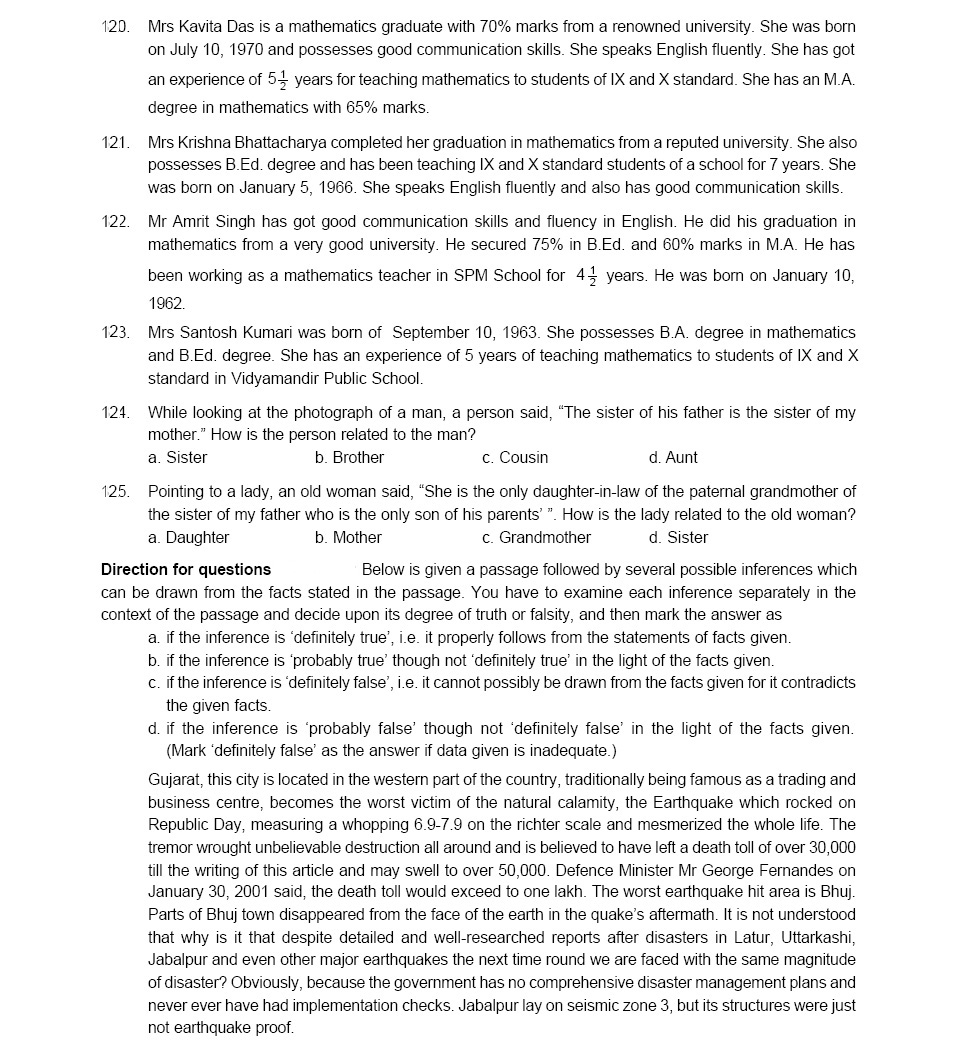 120. Mrs Kavita Das is a mathematics graduate with 70% marks from a renowned university. She was born
on July 10, 1970 and possesses good communication skills. She speaks English fluently. She has got
an experience of 5 1/2 years for teaching mathematics to students of IX and X standard. She has an M.A.
degree in mathematics with 65% marks.
121. Mrs Krishna Bhattacharya completed her graduation in mathematics from a reputed university. She also
possesses B.Ed. degree and has been teaching IX and X standard students of a school for 7 years. She
was born on January 5, 1966. She speaks English fluently and also has good communication skills.
122. Mr Amrit Singh has got good communication skills and fluency in English. He did his graduation in
mathematics from a very good university. He secured 75% in B.Ed. and 60% marks in M.A. He has
been working as a mathematics teacher in SPM School for 4 1/2 years. He was born on January 10,
1962.
123. Mrs Santosh Kumari was born of September 10, 1963. She possesses B.A. degree in mathematics
and B.Ed. degree. She has an experience of 5 years of teaching mathematics to students of IX and X
standard in Vidyamandir Public School.
124. While looking at the photograph of a man, a person said, “The sister of his father is the sister of my
mother.” How is the person related to the man?
a. Sister b. Brother c. Cousin d. Aunt
125. Pointing to a lady, an old woman said, “She is the only daughter-in-law of the paternal grandmother of
the sister of my father who is the only son of his parents’ ”. How is the lady related to the old woman?
a. Daughter b. Mother c. Grandmother d. Sister
Direction for questions Below is given a passage followed by several possible inferences which
can be drawn from the facts stated in the passage. You have to examine each inference separately in the
context of the passage and decide upon its degree of truth or falsity, and then mark the answer as
a. if the inference is ‘definitely true’, i.e. it properly follows from the statements of facts given.
b. if the inference is ‘probably true’ though not ‘definitely true’ in the light of the facts given.
c. if the inference is ‘definitely false’, i.e. it cannot possibly be drawn from the facts given for it contradicts
the given facts.
d. if the inference is ‘probably false’ though not ‘definitely false’ in the light of the facts given.
(Mark ‘definitely false’ as the answer if data given is inadequate.)
Gujarat, this city is located in the western part of the country, traditionally being famous as a trading and
business centre, becomes the worst victim of the natural calamity, the Earthquake which rocked on
Republic Day, measuring a whopping 6.9-7.9 on the richter scale and mesmerized the whole life. The
tremor wrought unbelievable destruction all around and is believed to have left a death toll of over 30,000
till the writing of this article and may swell to over 50,000. Defence Minister Mr George Fernandes on
January 30, 2001 said, the death toll would exceed to one lakh. The worst earthquake hit area is Bhuj.
Parts of Bhuj town disappeared from the face of the earth in the quake’s aftermath. It is not understood
that why is it that despite detailed and well-researched reports after disasters in Latur, Uttarkashi,
Jabalpur and even other major earthquakes the next time round we are faced with the same magnitude
of disaster? Obviously, because the government has no comprehensive disaster management plans and
never ever have had implementation checks. Jabalpur lay on seismic zone 3, but its structures were just
not earthquake proof.